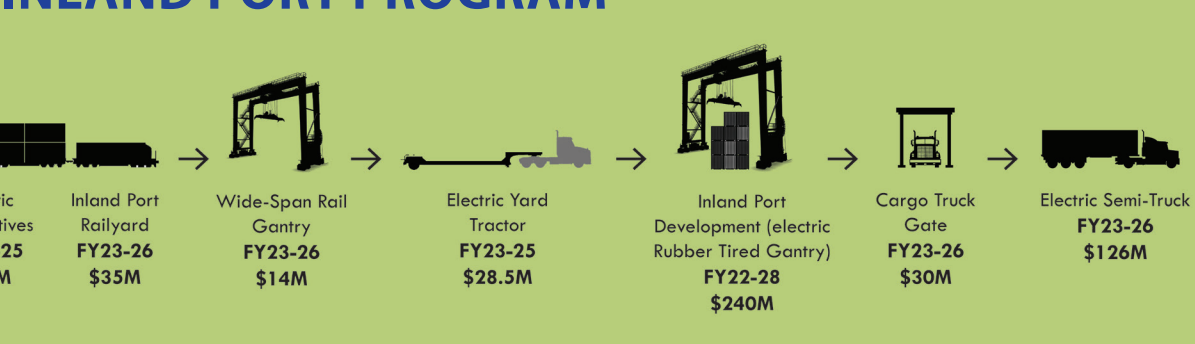 INLAND PORT PROGRAM
Inland Port
Railyard
FY23-26
$35M
Wide-Span Rail
Gantry
FY23-26
$14M
Electric Yard
Tractor
FY23-25
$28.5M
Inland Port
Development (electric
Rubber Tired Gantry)
FY22-28
$240M
Cargo Truck
Gate
FY23-26
$30M
Electric Semi-Truck
FY23-26
$126M